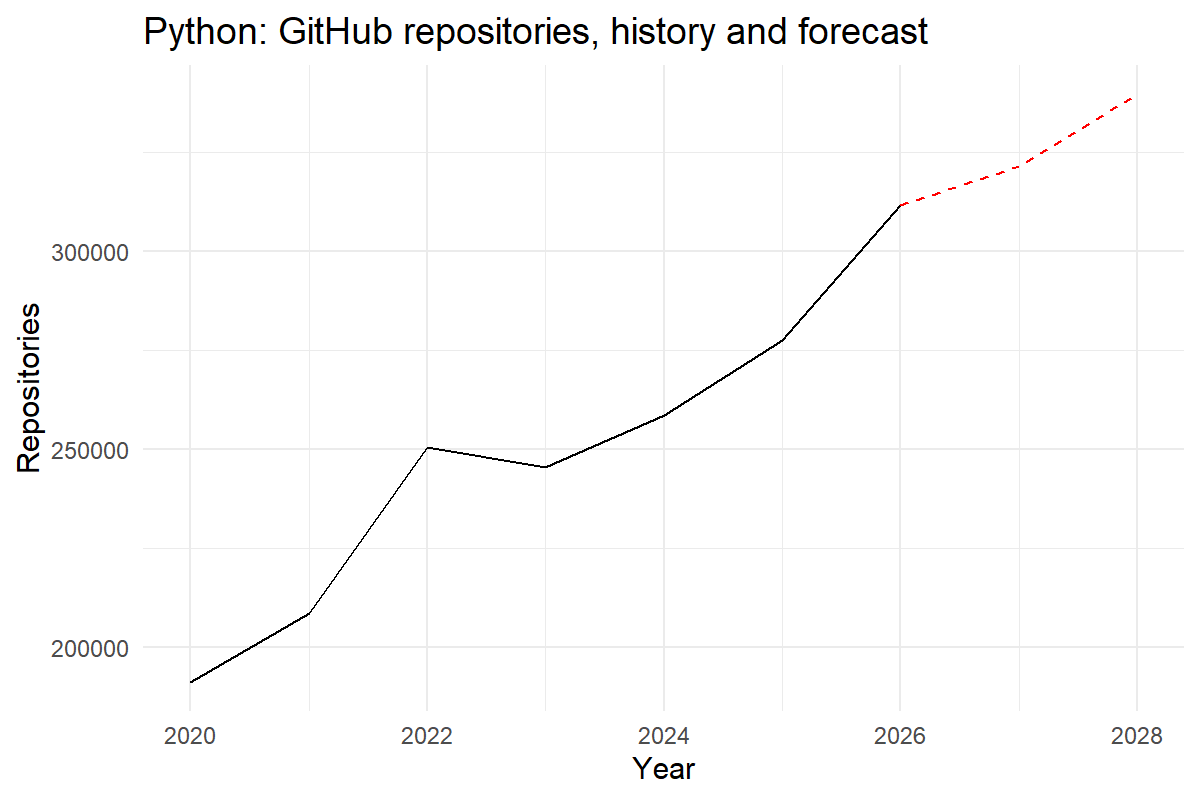 Python: GitHub repositories, history and forecast
Repositories
300000
250000
200000
2020 2022 2024 2026 2028
Year